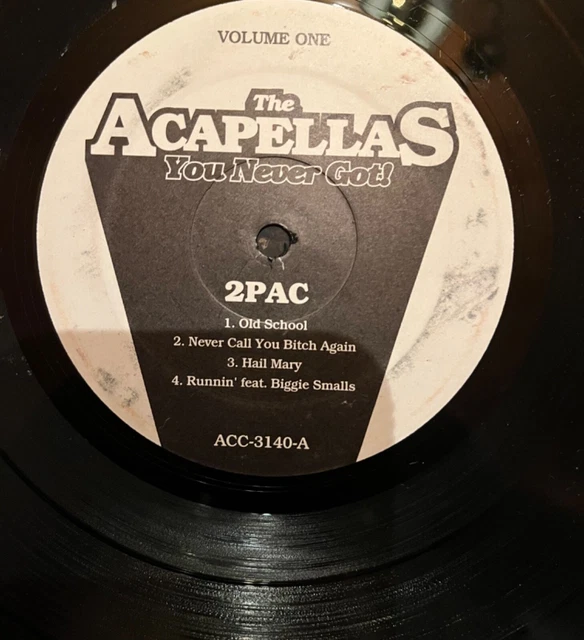 VOLUME ONE
The
ACAPELLAS
You Never Got!
2PAC
1. Old School
2. Never Call You Bitch Again
3. Hail Mary
4. Runnin' feat. Biggie Smalls
ACC-3140-A